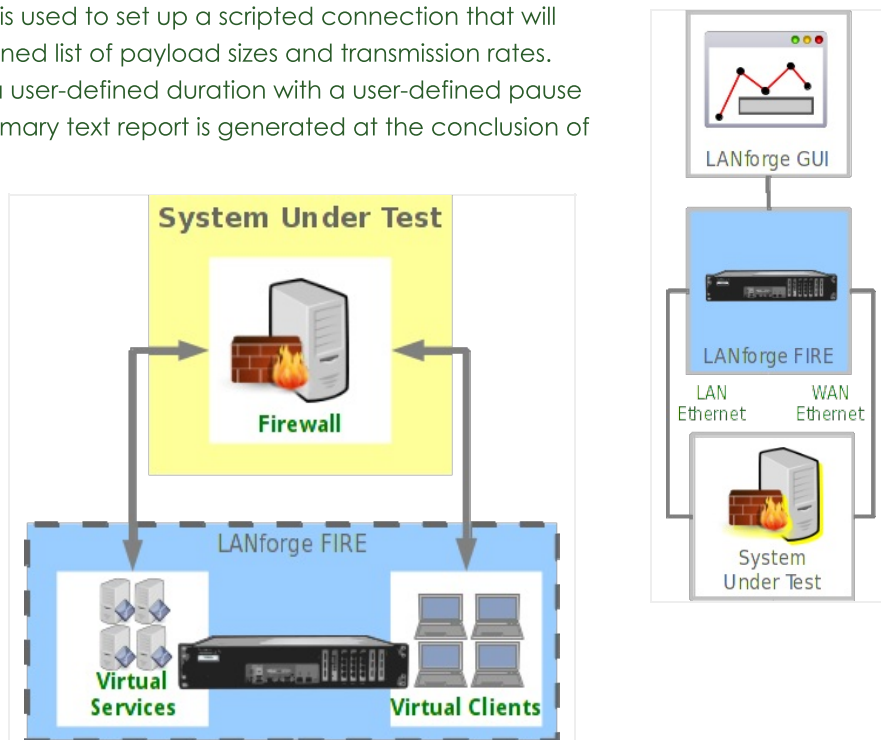 is used to set up a scripted connection that will
ned list of payload sizes and transmission rates.
a user-defined duration with a user-defined pause
mary text report is generated at the conclusion of
System Under Test
Firewall
LANforge FIRE
Virtual
Services
Virtual Clients
LANforge GUI
LANforge FIRE
LAN
Ethernet
WAN
Ethernet
System
Under Test